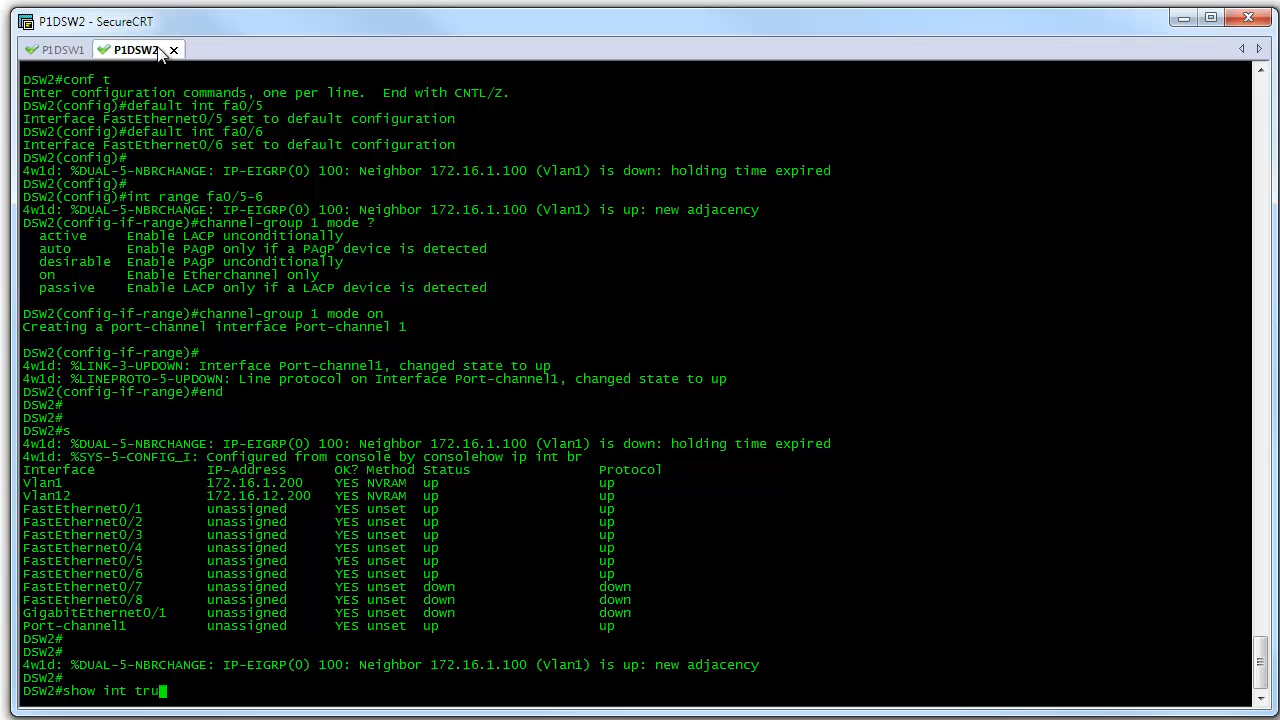 P1DSW2 - SecureCRT
P1DSW1 P1DSW2
DSW2#conf t
Enter configuration commands, one per line.  End with CNTL/Z.
DSW2(config)#default int fa0/5
Interface FastEthernet0/5 set to default configuration
DSW2(config)#default int fa0/6
Interface FastEthernet0/6 set to default configuration
DSW2(config)#
4w1d: %DUAL-5-NBRCHANGE: IP-EIGRP(0) 100: Neighbor 172.16.1.100 (Vlan1) is down: holding time expired
DSW2(config)#
DSW2(config)#int range fa0/5-6
4w1d: %DUAL-5-NBRCHANGE: IP-EIGRP(0) 100: Neighbor 172.16.1.100 (Vlan1) is up: new adjacency
DSW2(config-if-range)#channel-group 1 mode ?
  active     Enable LACP unconditionally
  auto       Enable PAgP only if a PAgP device is detected
  desirable  Enable PAgP unconditionally
  on         Enable Etherchannel only
  passive    Enable LACP only if a LACP device is detected
DSW2(config-if-range)#channel-group 1 mode on
Creating a port-channel interface Port-channel 1
DSW2(config-if-range)#
4w1d: %LINK-3-UPDOWN: Interface Port-channel1, changed state to up
4w1d: %LINEPROTO-5-UPDOWN: Line protocol on Interface Port-channel1, changed state to up
DSW2(config-if-range)#end
DSW2#
DSW2#
DSW2#s
4w1d: %DUAL-5-NBRCHANGE: IP-EIGRP(0) 100: Neighbor 172.16.1.100 (Vlan1) is down: holding time expired
4w1d: %SYS-5-CONFIG_I: Configured from console by consolehow ip int br
Interface              IP-Address      OK? Method Status                Protocol
Vlan1                  172.16.1.200    YES NVRAM  up                    up
Vlan12                 172.16.12.200   YES NVRAM  up                    up
FastEthernet0/1        unassigned      YES unset  up                    up
FastEthernet0/2        unassigned      YES unset  up                    up
FastEthernet0/3        unassigned      YES unset  up                    up
FastEthernet0/4        unassigned      YES unset  up                    up
FastEthernet0/5        unassigned      YES unset  up                    up
FastEthernet0/6        unassigned      YES unset  up                    up
FastEthernet0/7        unassigned      YES unset  down                  down
FastEthernet0/8        unassigned      YES unset  down                  down
GigabitEthernet0/1     unassigned      YES unset  down                  down
Port-channel1          unassigned      YES unset  up                    up
DSW2#
DSW2#
4w1d: %DUAL-5-NBRCHANGE: IP-EIGRP(0) 100: Neighbor 172.16.1.100 (Vlan1) is up: new adjacency
DSW2#
DSW2#show int tru